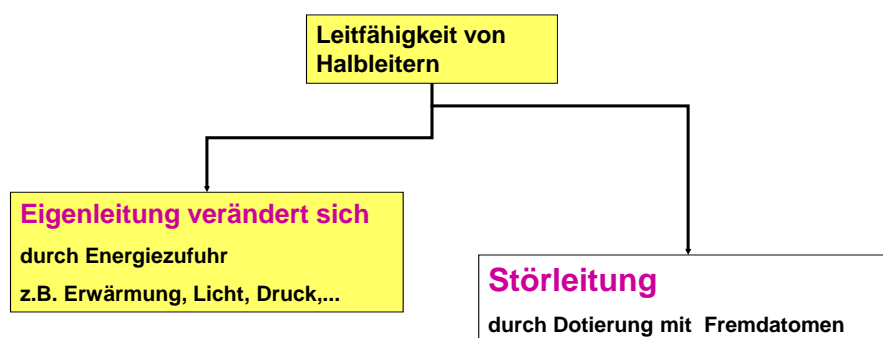 Leitfähigkeit von
Halbleitern
Eigenleitung verändert sich
durch Energiezufuhr
z.B. Erwärmung, Licht, Druck,...
Störleitung
durch Dotierung mit Fremdatomen